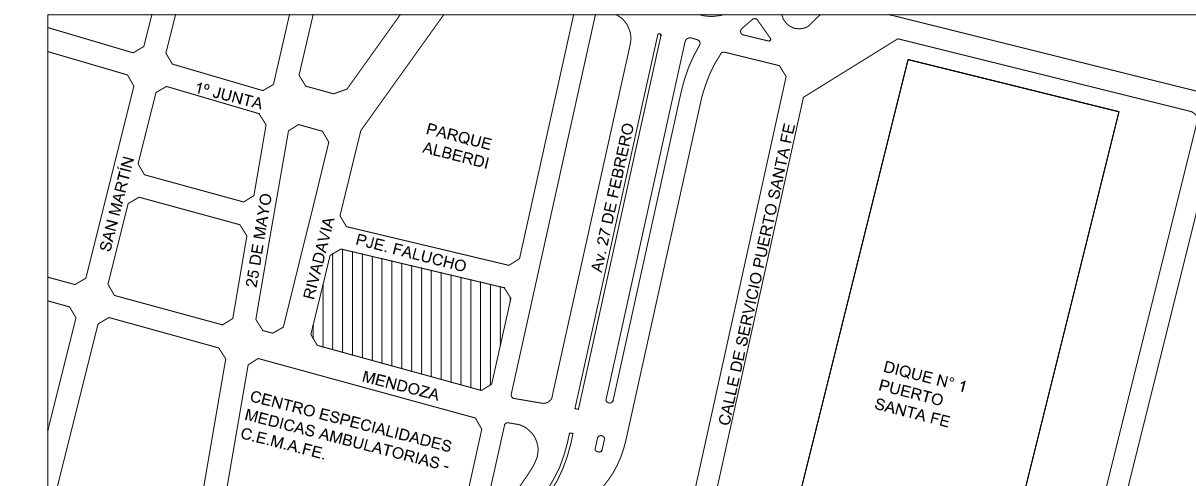 1º JUNTA
PARQUE
ALBERDI
SAN MARTÍN
25 DE MAYO
RIVADAVIA
PJE. FALUCHO
Av. 27 DE FEBRERO
CALLE DE SERVICIO PUERTO SANTA FE
MENDOZA
DIQUE N° 1
PUERTO
SANTA FE
CENTRO ESPECIALIDADES
MEDICAS AMBULATORIAS -
C.E.M.A.FE.